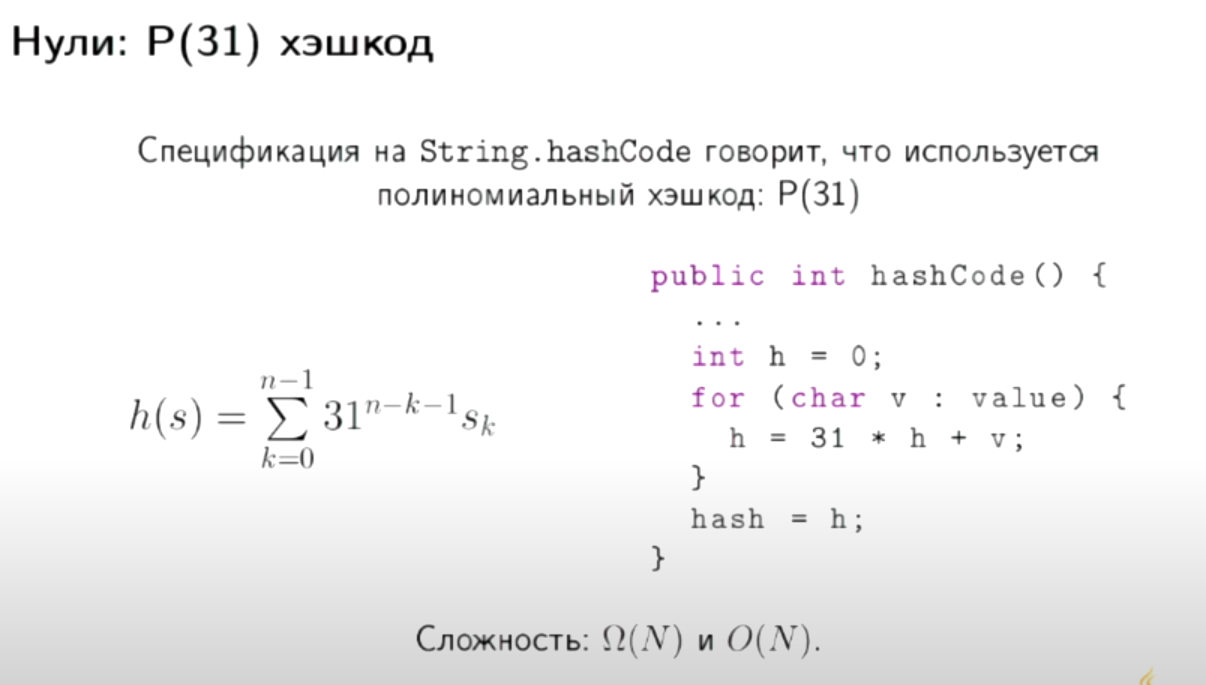 Нули: P(31) хэшкод
Спецификация на String.hashCode говорит, что используется
полиномиальный хэшкод: P(31)
h(s) = \sum_{k=0}^{n-1} 31^{n-k-1} s_k
public int hashCode() {
...
int h = 0;
for (char v : value) {
h = 31 * h + v;
}
hash = h;
}
Сложность: Ω(N) и O(N).